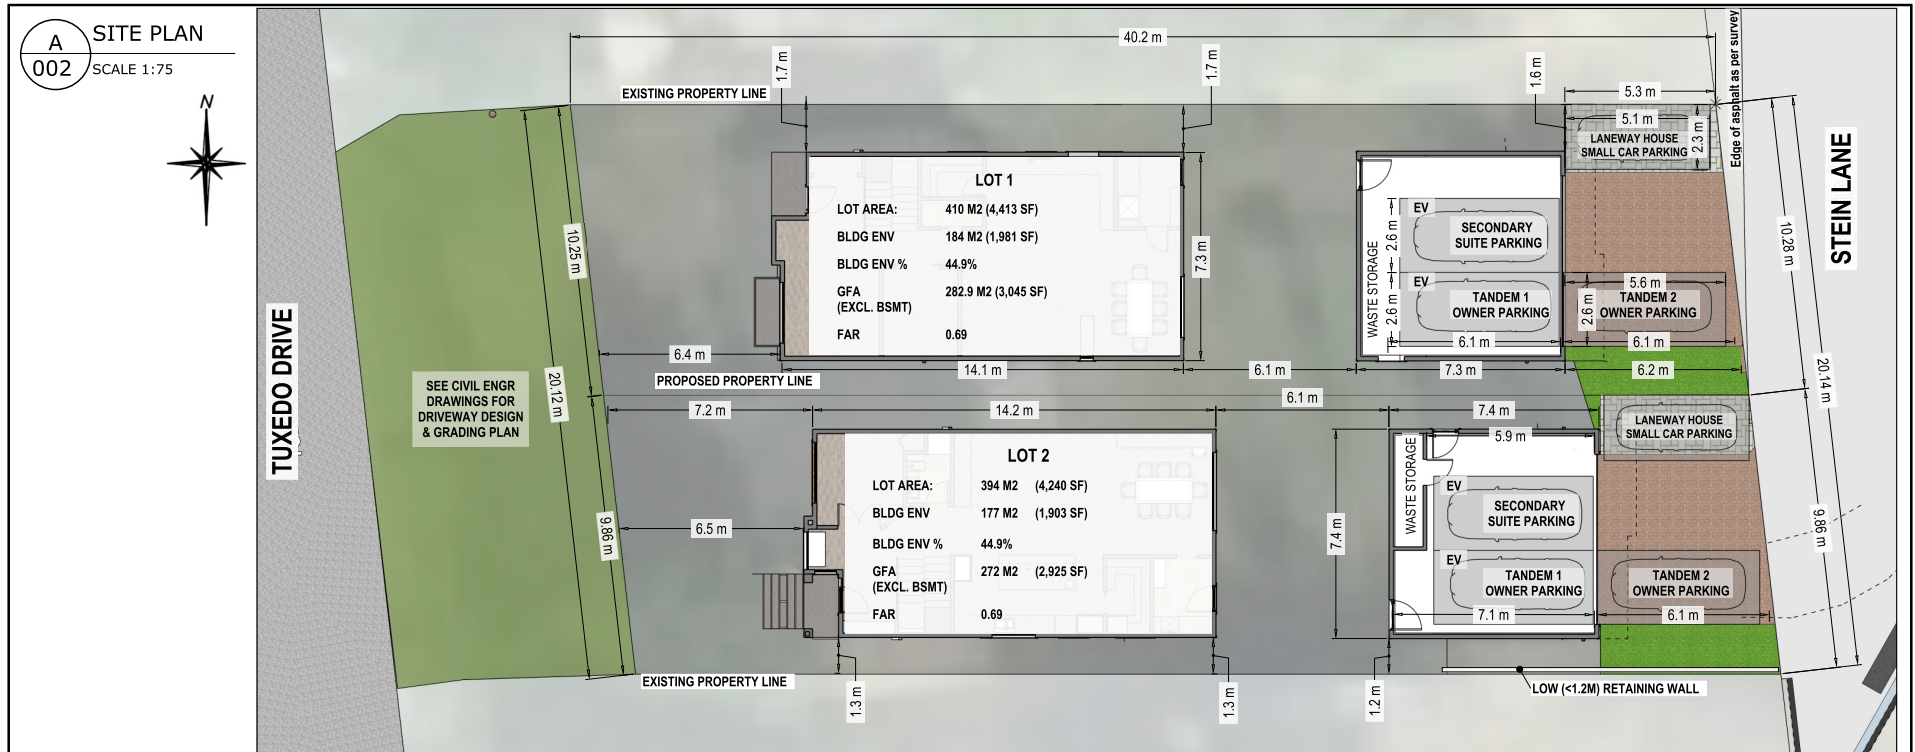 A
002
SITE PLAN
SCALE 1:75
N
40.2 m
1.7 m
1.7 m
1.6 m
EXISTING PROPERTY LINE
5.3 m
5.1 m
2.3 m
LANEWAY HOUSE
SMALL CAR PARKING
Edge of asphalt as per survey
STEIN LANE
TUXEDO DRIVE
LOT 1
LOT AREA: 410 M2 (4,413 SF)
BLDG ENV 184 M2 (1,981 SF)
BLDG ENV % 44.9%
GFA 282.9 M2 (3,045 SF)
(EXCL. BSMT)
FAR 0.69
7.3 m
WASTE STORAGE
EV
2.6 m
SECONDARY
SUITE PARKING
EV
2.6 m
TANDEM 1
OWNER PARKING
6.1 m
5.6 m
2.6 m
TANDEM 2
OWNER PARKING
6.1 m
10.25 m
10.28 m
20.12 m
20.14 m
6.4 m
14.1 m
6.1 m
7.3 m
6.2 m
PROPOSED PROPERTY LINE
SEE CIVIL ENGR
DRAWINGS FOR
DRIVEWAY DESIGN
& GRADING PLAN
7.2 m
14.2 m
6.1 m
7.4 m
LANEWAY HOUSE
SMALL CAR PARKING
5.9 m
LOT 2
LOT AREA: 394 M2 (4,240 SF)
BLDG ENV 177 M2 (1,903 SF)
BLDG ENV % 44.9%
GFA 272 M2 (2,925 SF)
(EXCL. BSMT)
FAR 0.69
9.86 m
6.5 m
7.4 m
WASTE STORAGE
EV
SECONDARY
SUITE PARKING
EV
TANDEM 1
OWNER PARKING
7.1 m
TANDEM 2
OWNER PARKING
6.1 m
9.86 m
EXISTING PROPERTY LINE
1.3 m
1.3 m
1.2 m
LOW (<1.2M) RETAINING WALL